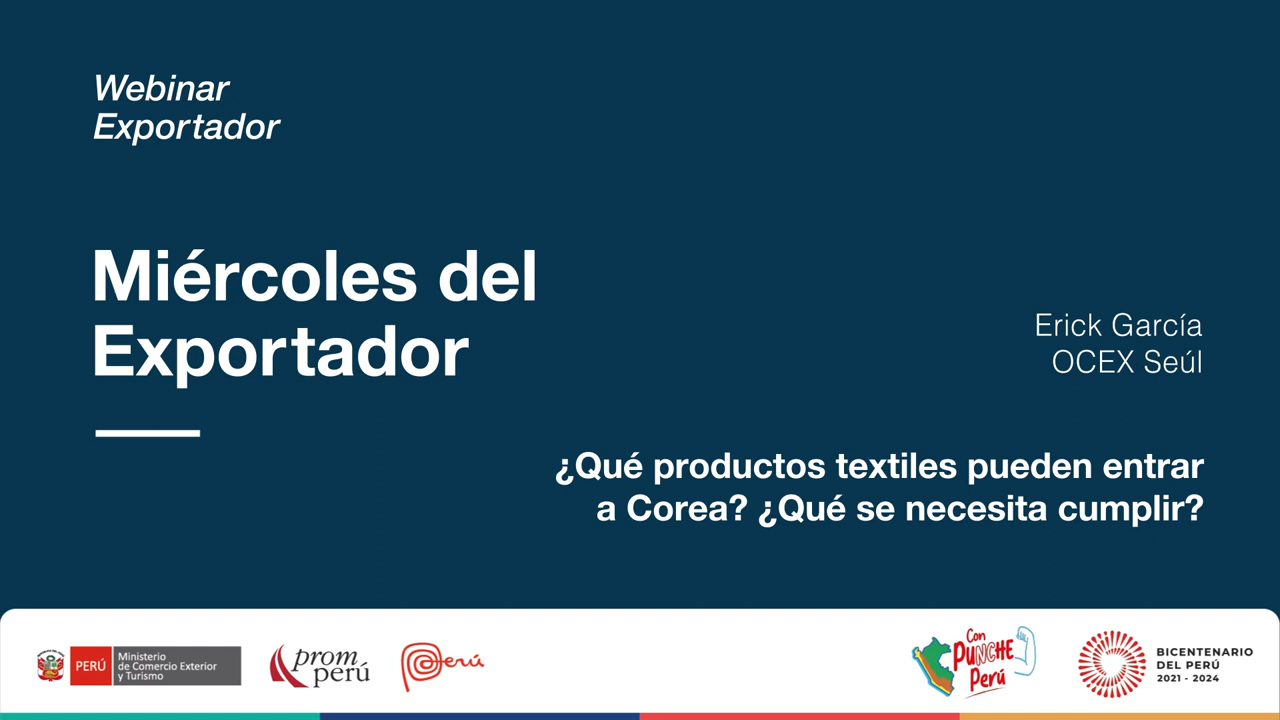 Webinar
Exportador
Miércoles del
Exportador
Erick García
OCEX Seúl
¿Qué productos textiles pueden entrar
a Corea? ¿Qué se necesita cumplir?
PERÚ
Ministerio
de Comercio Exterior
y Turismo
prom
perú
Perú
Con
PUNCHE
Perú
BICENTENARIO
DEL PERÚ
2021 - 2024